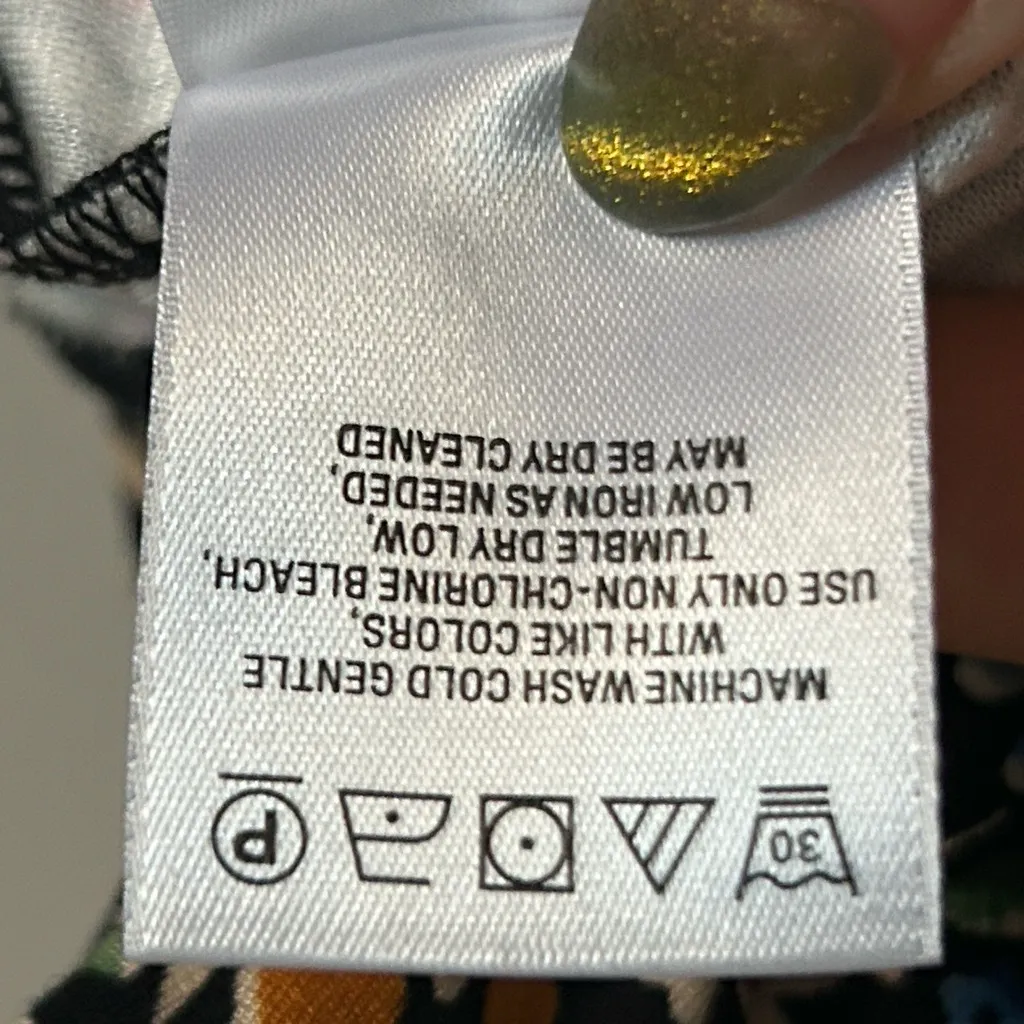 30 P
MACHINE WASH COLD GENTLE
WITH LIKE COLORS,
USE ONLY NON-CHLORINE BLEACH,
TUMBLE DRY LOW,
LOW IRON AS NEEDED,
MAY BE DRY CLEANED